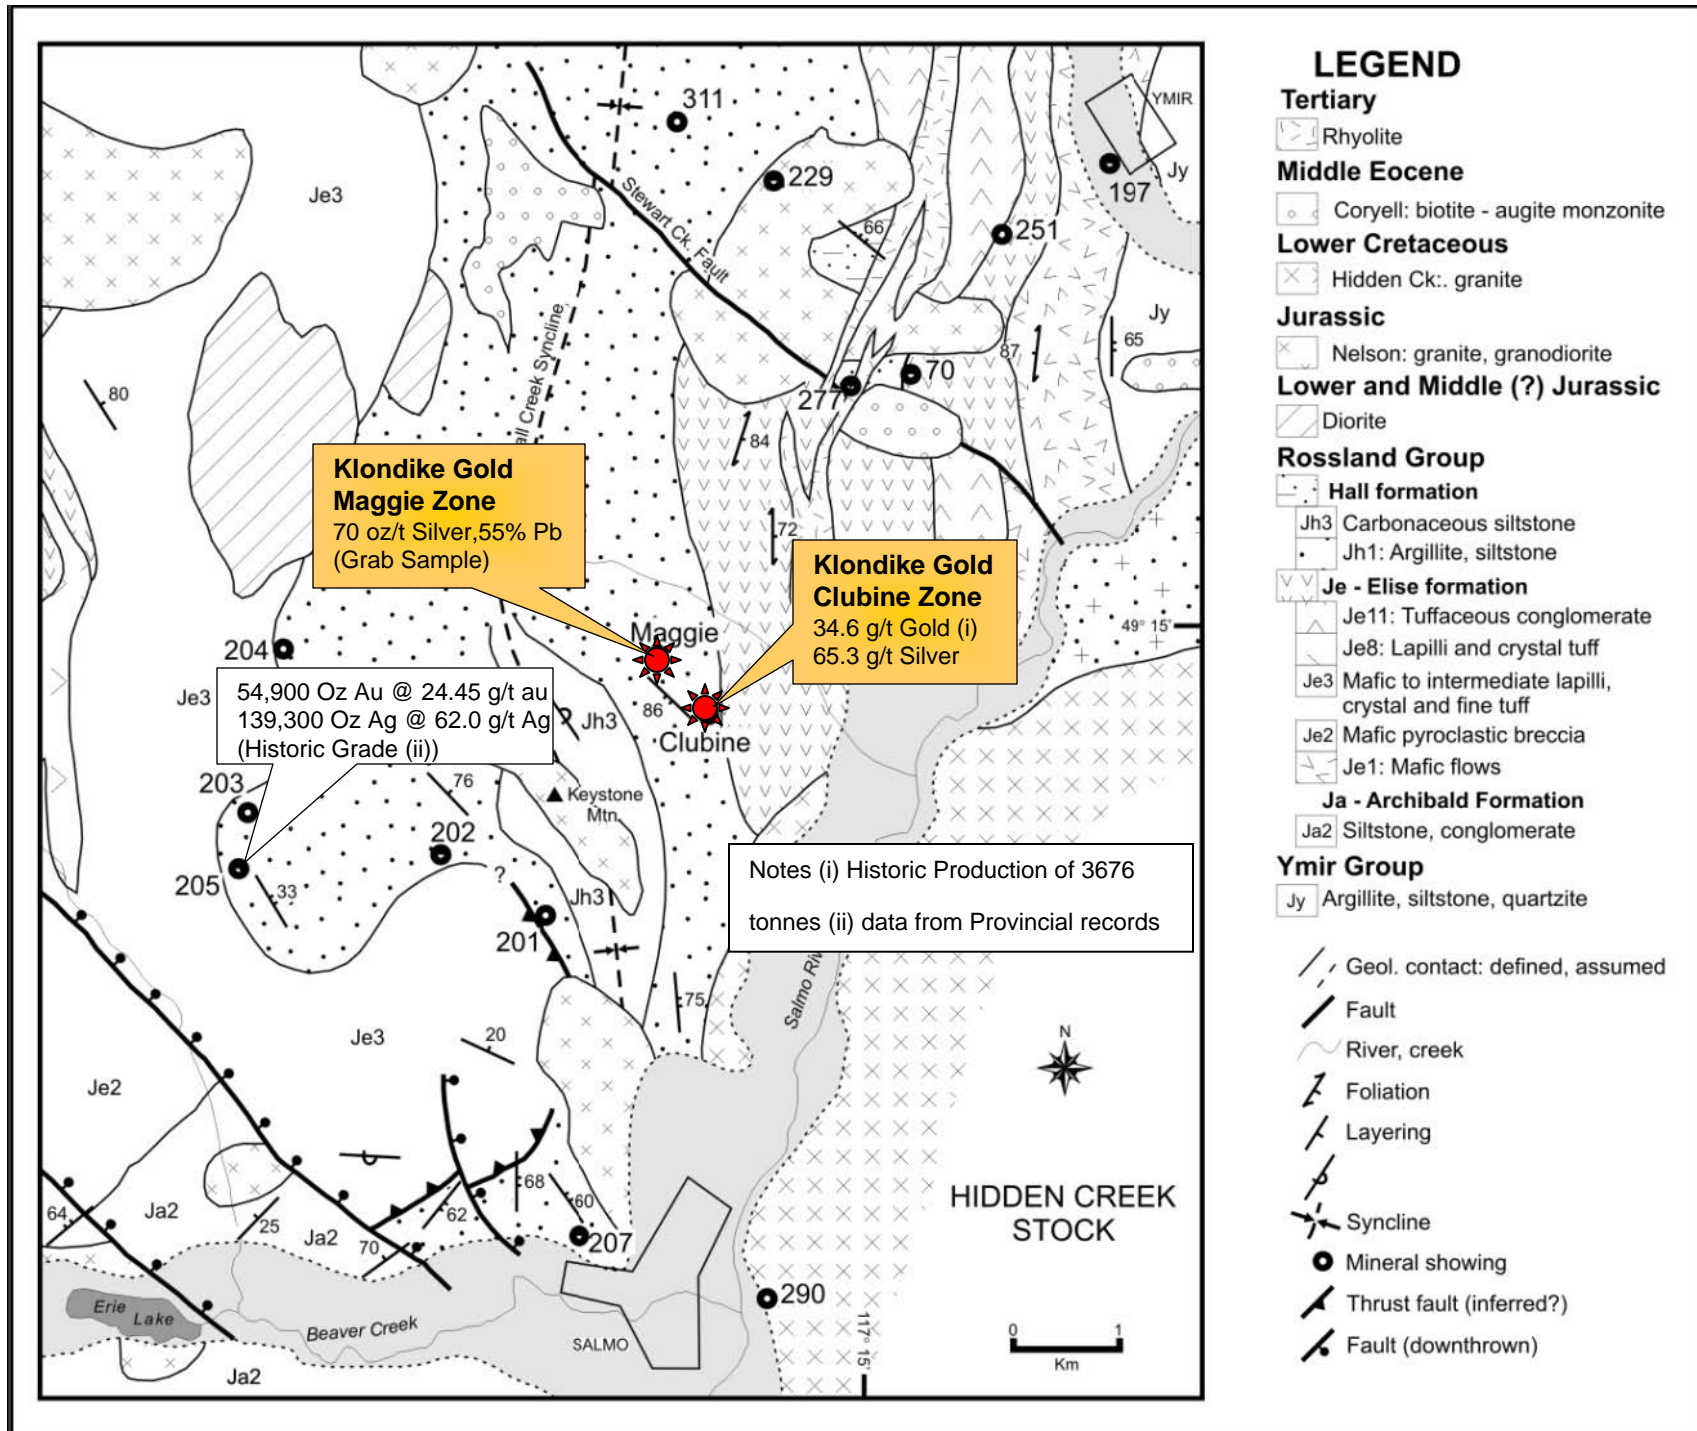 311
YMIR
229
Je3
Jy
197
66
251
Stewart Ck. Fault
all Creek Syncline
Jy
65
87
80
70
277
84
Klondike Gold
Maggie Zone
70 oz/t Silver,55% Pb
(Grab Sample)
72
Klondike Gold
Clubine Zone
34.6 g/t Gold (i)
65.3 g/t Silver
49° 15'
Maggie
204
Je3
54,900 Oz Au @ 24.45 g/t au
139,300 Oz Ag @ 62.0 g/t Ag
(Historic Grade (ii))
86
Jh3
Clubine
76
203
Keystone
Mtn.
202
205
33
?
Jh3
201
Notes (i) Historic Production of 3676
tonnes (ii) data from Provincial records
Salmo Riv
75
Je3
20
N
Je2
68
60
64
Ja2
25
Ja2
62
70
207
HIDDEN CREEK
STOCK
290
Erie
Lake
Beaver Creek
SALMO
117° 15'
0 1
Km
Ja2
LEGEND
Tertiary
Rhyolite
Middle Eocene
Coryell: biotite - augite monzonite
Lower Cretaceous
Hidden Ck:. granite
Jurassic
Nelson: granite, granodiorite
Lower and Middle (?) Jurassic
Diorite
Rossland Group
Hall formation
Jh3 Carbonaceous siltstone
Jh1: Argillite, siltstone
Je - Elise formation
Je11: Tuffaceous conglomerate
Je8: Lapilli and crystal tuff
Je3 Mafic to intermediate lapilli,
crystal and fine tuff
Je2 Mafic pyroclastic breccia
Je1: Mafic flows
Ja - Archibald Formation
Ja2 Siltstone, conglomerate
Ymir Group
Jy Argillite, siltstone, quartzite
Geol. contact: defined, assumed
Fault
River, creek
Foliation
Layering
Syncline
Mineral showing
Thrust fault (inferred?)
Fault (downthrown)